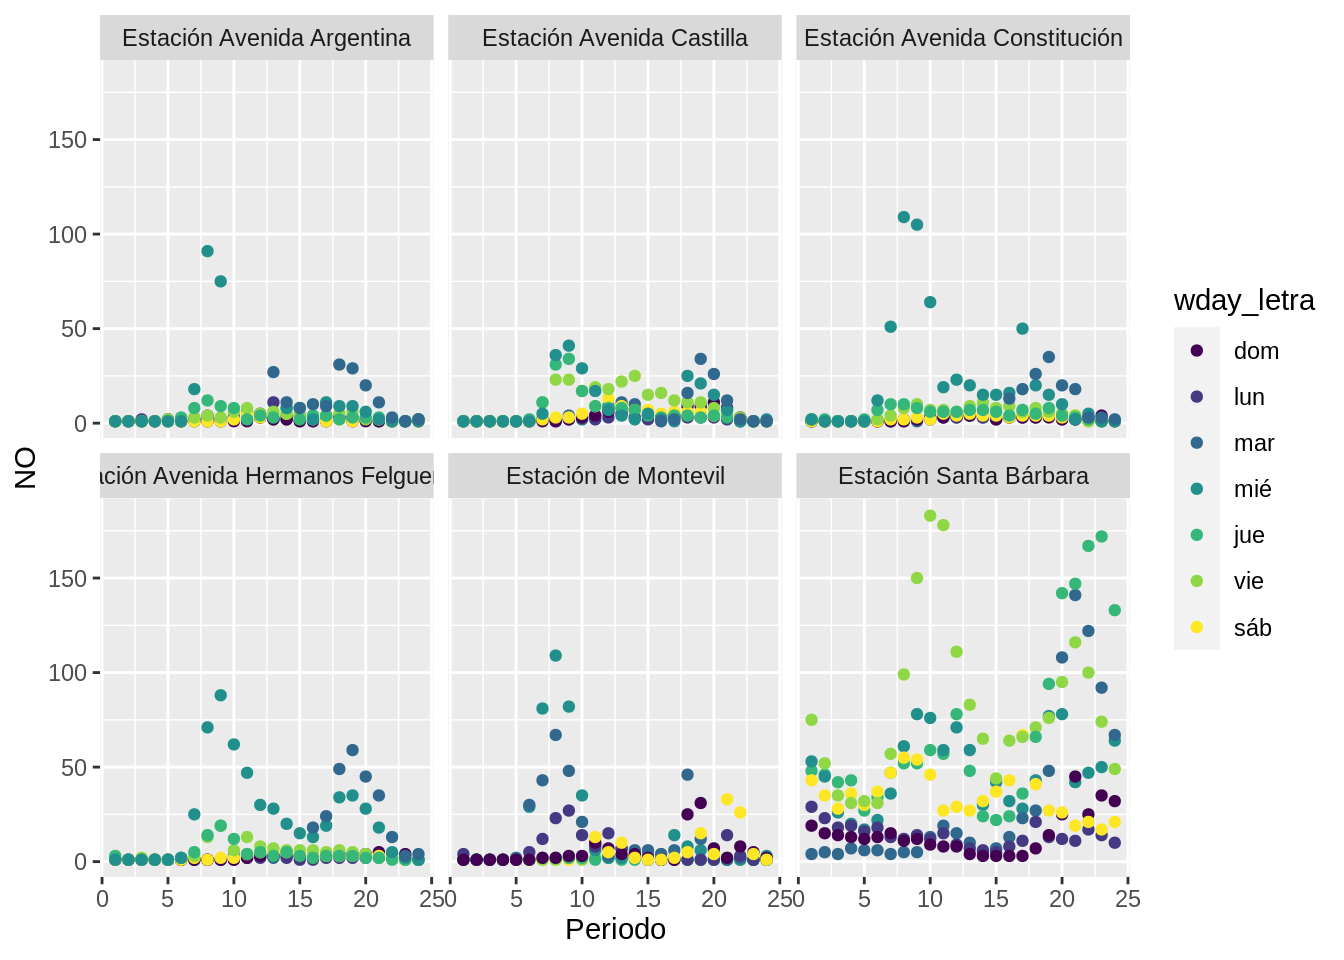 Estación Avenida Argentina Estación Avenida Castilla Estación Avenida Constitución
150
100
50
0
Avenida Hermanos Estación de Montevil Estación Santa Bárbara
150
100
50
0
0 5 10 15 20 25 0 5 10 15 20 25 0 5 10 15 20 25
Periodo
NO
wday_letra
dom
lun
mar
mié
jue
vie
sáb